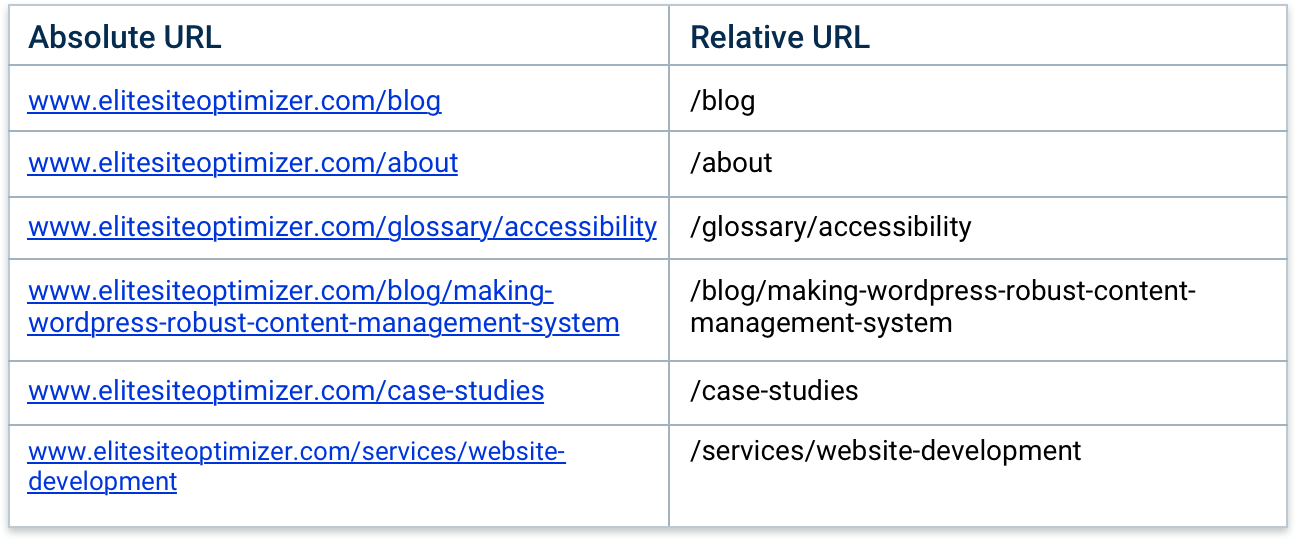 Absolute URL
Relative URL
www.elitesiteoptimizer.com/blog
/blog
www.elitesiteoptimizer.com/about
/about
www.elitesiteoptimizer.com/glossary/accessibility
/glossary/accessibility
www.elitesiteoptimizer.com/blog/making-
wordpress-robust-content-management-system
/blog/making-wordpress-robust-content-
management-system
www.elitesiteoptimizer.com/case-studies
/case-studies
www.elitesiteoptimizer.com/services/website-
development
/services/website-development